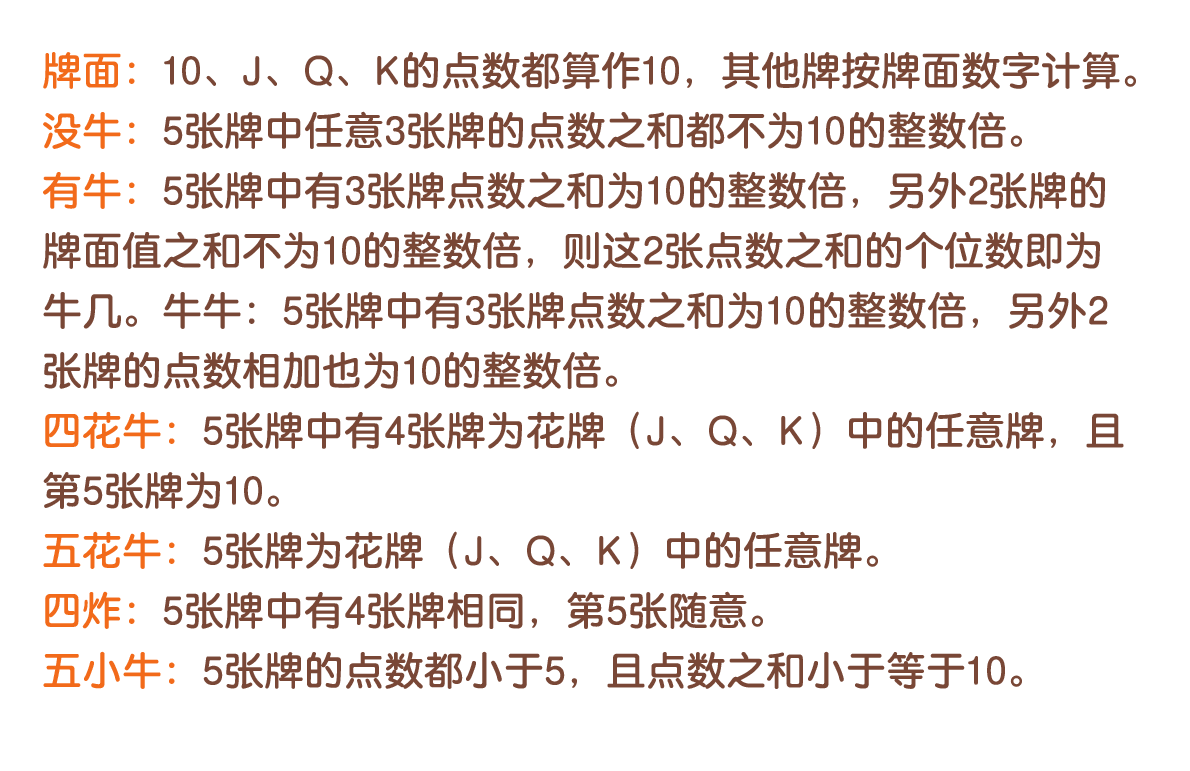 牌面：10、J、Q、K的点数都算作10，其他牌按牌面数字计算。
没牛：5张牌中任意3张牌的点数之和都不为10的整数倍。
有牛：5张牌中有3张牌点数之和为10的整数倍，另外2张牌的
牌面值之和不为10的整数倍，则这2张点数之和的个位数即为
牛几。牛牛：5张牌中有3张牌点数之和为10的整数倍，另外2
张牌的点数相加也为10的整数倍。
四花牛：5张牌中有4张牌为花牌（J、Q、K）中的任意牌，且
第5张牌为10。
五花牛：5张牌为花牌（J、Q、K）中的任意牌。
四炸：5张牌中有4张牌相同，第5张随意。
五小牛：5张牌的点数都小于5，且点数之和小于等于10。